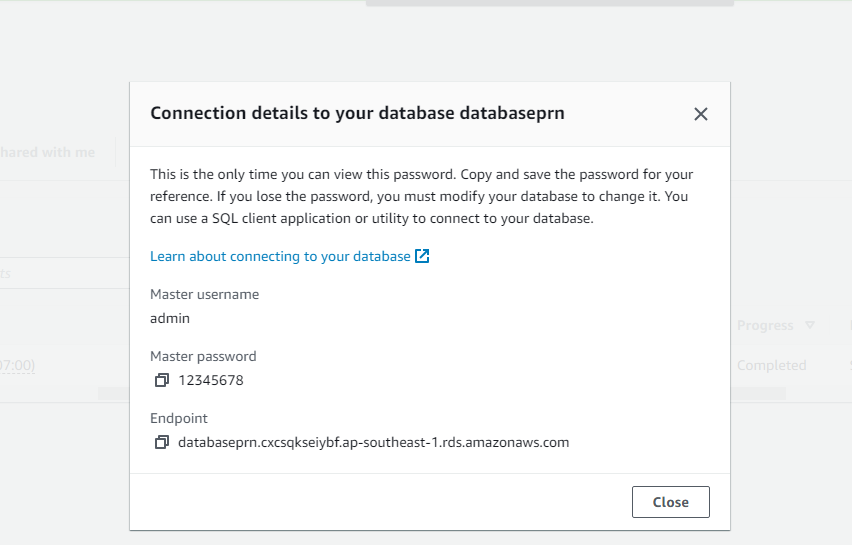 Connection details to your database databaseprn
hared with me
This is the only time you can view this password. Copy and save the password for your
reference. If you lose the password, you must modify your database to change it. You
can use a SQL client application or utility to connect to your database.
Learn about connecting to your database
ts
Master username
admin
Progress
Master password
07:00)
Completed
12345678
Endpoint
databaseprn.cxcsqkseiybf.ap-southeast-1.rds.amazonaws.com
Close